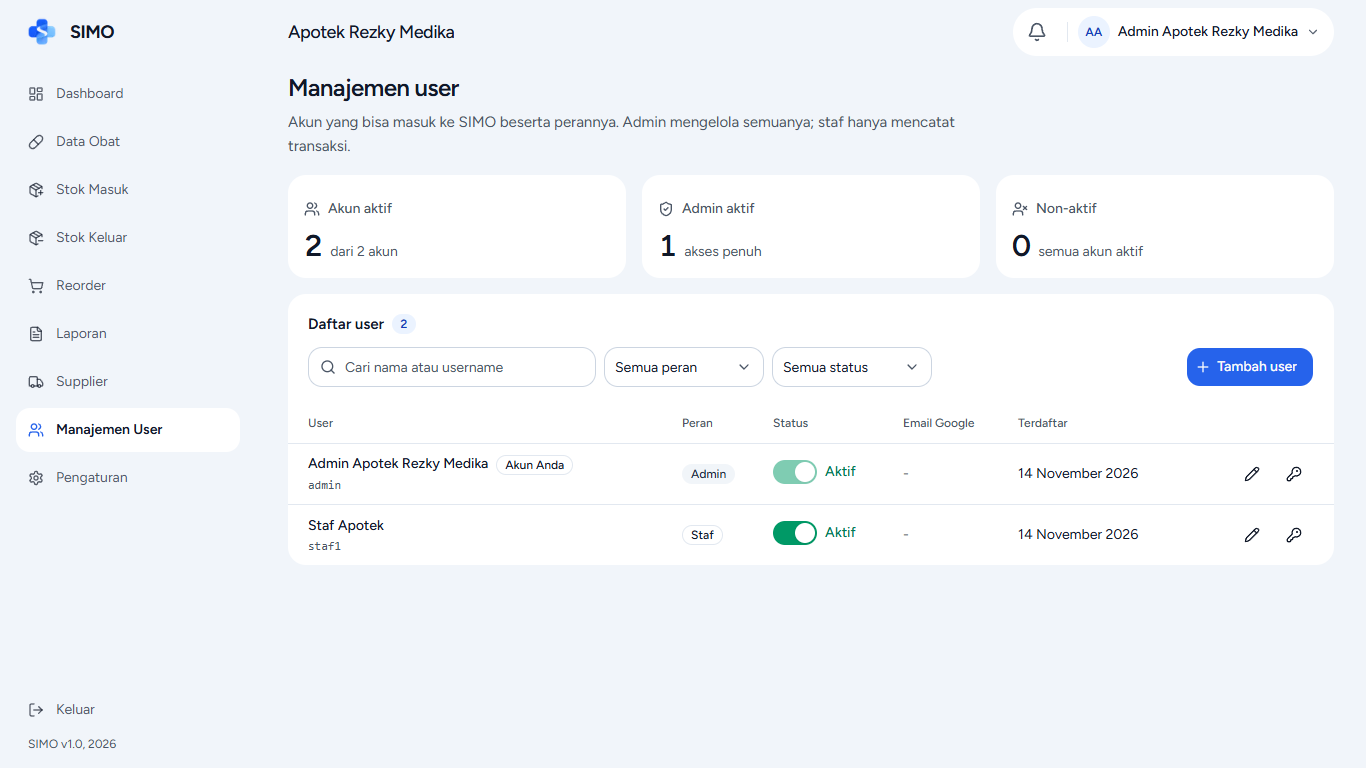 SIMO
Apotek Rezky Medika
AA
Admin Apotek Rezky Medika
Dashboard
Data Obat
Stok Masuk
Stok Keluar
Reorder
Laporan
Supplier
Manajemen User
Pengaturan
Keluar
SIMO v1.0, 2026
Manajemen user
Akun yang bisa masuk ke SIMO beserta perannya. Admin mengelola semuanya; staf hanya mencatat
transaksi.
Akun aktif
2 dari 2 akun
Admin aktif
1 akses penuh
Non-aktif
0 semua akun aktif
Daftar user 2
Cari nama atau username
Semua peran
Semua status
+ Tambah user
User Peran Status Email Google Terdaftar
Admin Apotek Rezky Medika Akun Anda
admin
Admin
Aktif
-
14 November 2026
Staf Apotek
staf1
Staf
Aktif
-
14 November 2026